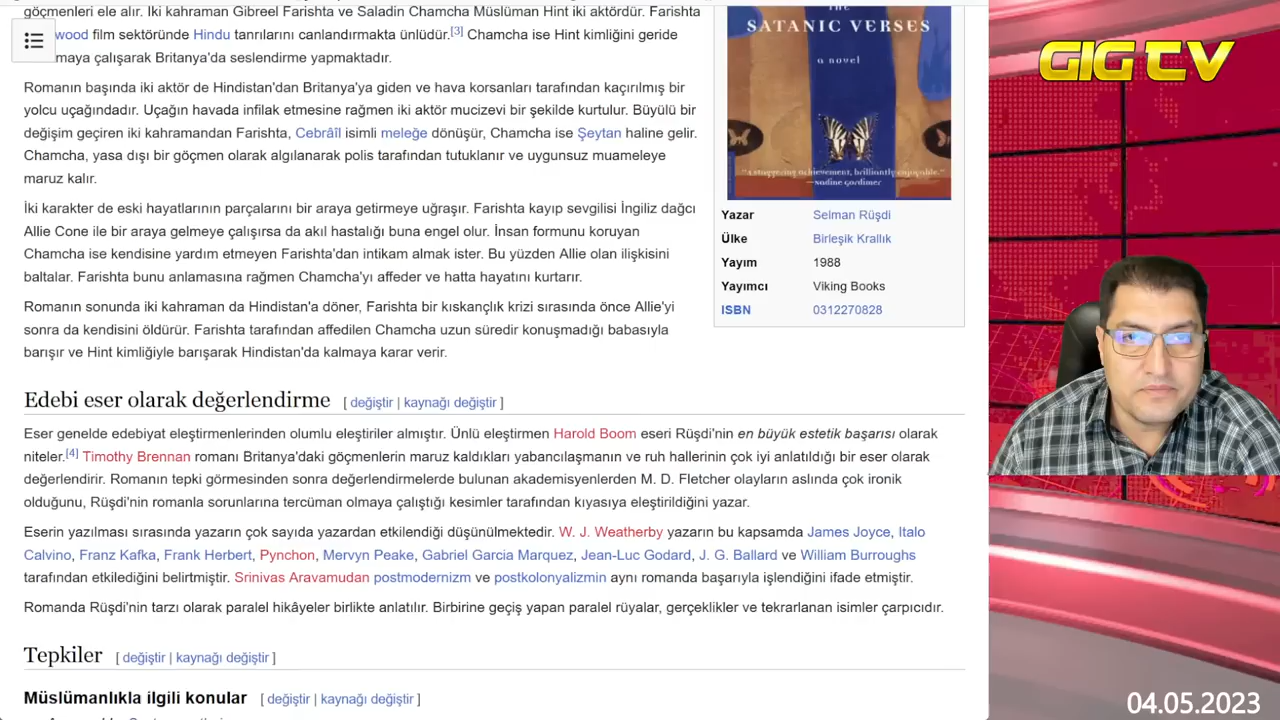 göçmenleri ele alır. İki kahraman Gibreel Farishta ve Saladin Chamcha Müslüman Hint iki aktördür. Farishta
wood film sektöründe Hindu tanrılarını canlandırmakta ünlüdür.[3] Chamcha ise Hint kimliğini geride
maya çalışarak Britanya'da seslendirme yapmaktadır.
Romanın başında iki aktör de Hindistan'dan Britanya'ya giden ve hava korsanları tarafından kaçırılmış bir
yolcu uçağındadır. Uçağın havada infilak etmesine rağmen iki aktör mucizevi bir şekilde kurtulur. Büyülü bir
değişim geçiren iki kahramandan Farishta, Cebrâîl isimli meleğe dönüşür, Chamcha ise Şeytan haline gelir.
Chamcha, yasa dışı bir göçmen olarak algılanarak polis tarafından tutuklanır ve uygunsuz muameleye
maruz kalır.
İki karakter de eski hayatlarının parçalarını bir araya getirmeye uğraşır. Farishta kayıp sevgilisi İngiliz dağcı
Allie Cone ile bir araya gelmeye çalışırsa da akıl hastalığı buna engel olur. İnsan formunu koruyan
Chamcha ise kendisine yardım etmeyen Farishta'dan intikam almak ister. Bu yüzden Allie olan ilişkisini
baltalar. Farishta bunu anlamasına rağmen Chamcha'yı affeder ve hatta hayatını kurtarır.
Romanın sonunda iki kahraman da Hindistan'a döner, Farishta bir kıskançlık krizi sırasında önce Allie'yi
sonra da kendisini öldürür. Farishta tarafından affedilen Chamcha uzun süredir konuşmadığı babasıyla
barışır ve Hint kimliğiyle barışarak Hindistan'da kalmaya karar verir.
THE
SATANIC VERSES
a novel
"A staggering achievement, brilliantly enjoyable."
—Nadine Gordimer
Yazar Selman Rüşdi
Ülke Birleşik Krallık
Yayım 1988
Yayımcı Viking Books
ISBN 0312270828
Edebi eser olarak değerlendirme [ değiştir | kaynağı değiştir ]
Eser genelde edebiyat eleştirmenlerinden olumlu eleştiriler almıştır. Ünlü eleştirmen Harold Boom eseri Rüşdi'nin en büyük estetik başarısı olarak
niteler.[4] Timothy Brennan romanı Britanya'daki göçmenlerin maruz kaldıkları yabancılaşmanın ve ruh hallerinin çok iyi anlatıldığı bir eser olarak
değerlendirir. Romanın tepki görmesinden sonra değerlendirmelerde bulunan akademisyenlerden M. D. Fletcher olayların aslında çok ironik
olduğunu, Rüşdi'nin romanla sorunlarına tercüman olmaya çalıştığı kesimler tarafından kıyasıya eleştirildiğini yazar.
Eserin yazılması sırasında yazarın çok sayıda yazardan etkilendiği düşünülmektedir. W. J. Weatherby yazarın bu kapsamda James Joyce, Italo
Calvino, Franz Kafka, Frank Herbert, Pynchon, Mervyn Peake, Gabriel Garcia Marquez, Jean-Luc Godard, J. G. Ballard ve William Burroughs
tarafından etkilediğini belirtmiştir. Srinivas Aravamudan postmodernizm ve postkolonyalizmin aynı romanda başarıyla işlendiğini ifade etmiştir.
Romanda Rüşdi'nin tarzı olarak paralel hikâyeler birlikte anlatılır. Birbirine geçiş yapan paralel rüyalar, gerçeklikler ve tekrarlanan isimler çarpıcıdır.
Tepkiler [ değiştir | kaynağı değiştir ]
Müslümanlıkla ilgili konular [ değiştir | kaynağı değiştir ]
GIG TV
04.05.2023